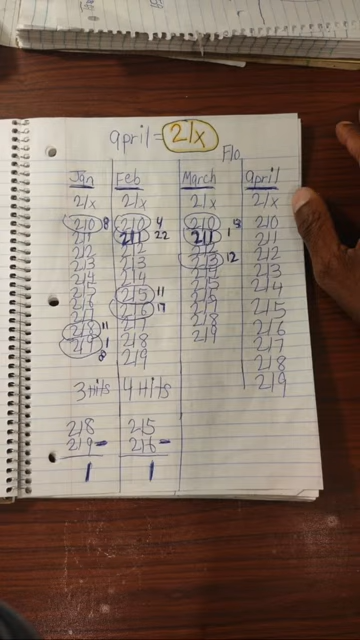 april = 21x
Flo
Jan Feb March April
21x 21x 21x 21x
210 8 210 4 210 210
211 211 22 211 1 211
212 212 212 212
213 213 213 12 213
214 214 214 214
215 215 11 215 215
216 216 17 216 216
217 217 217 217
218 11 218 218 218
219 1 219 219 219
8
3 Hits 4 Hits
218 215
219 - 216 -
1 1